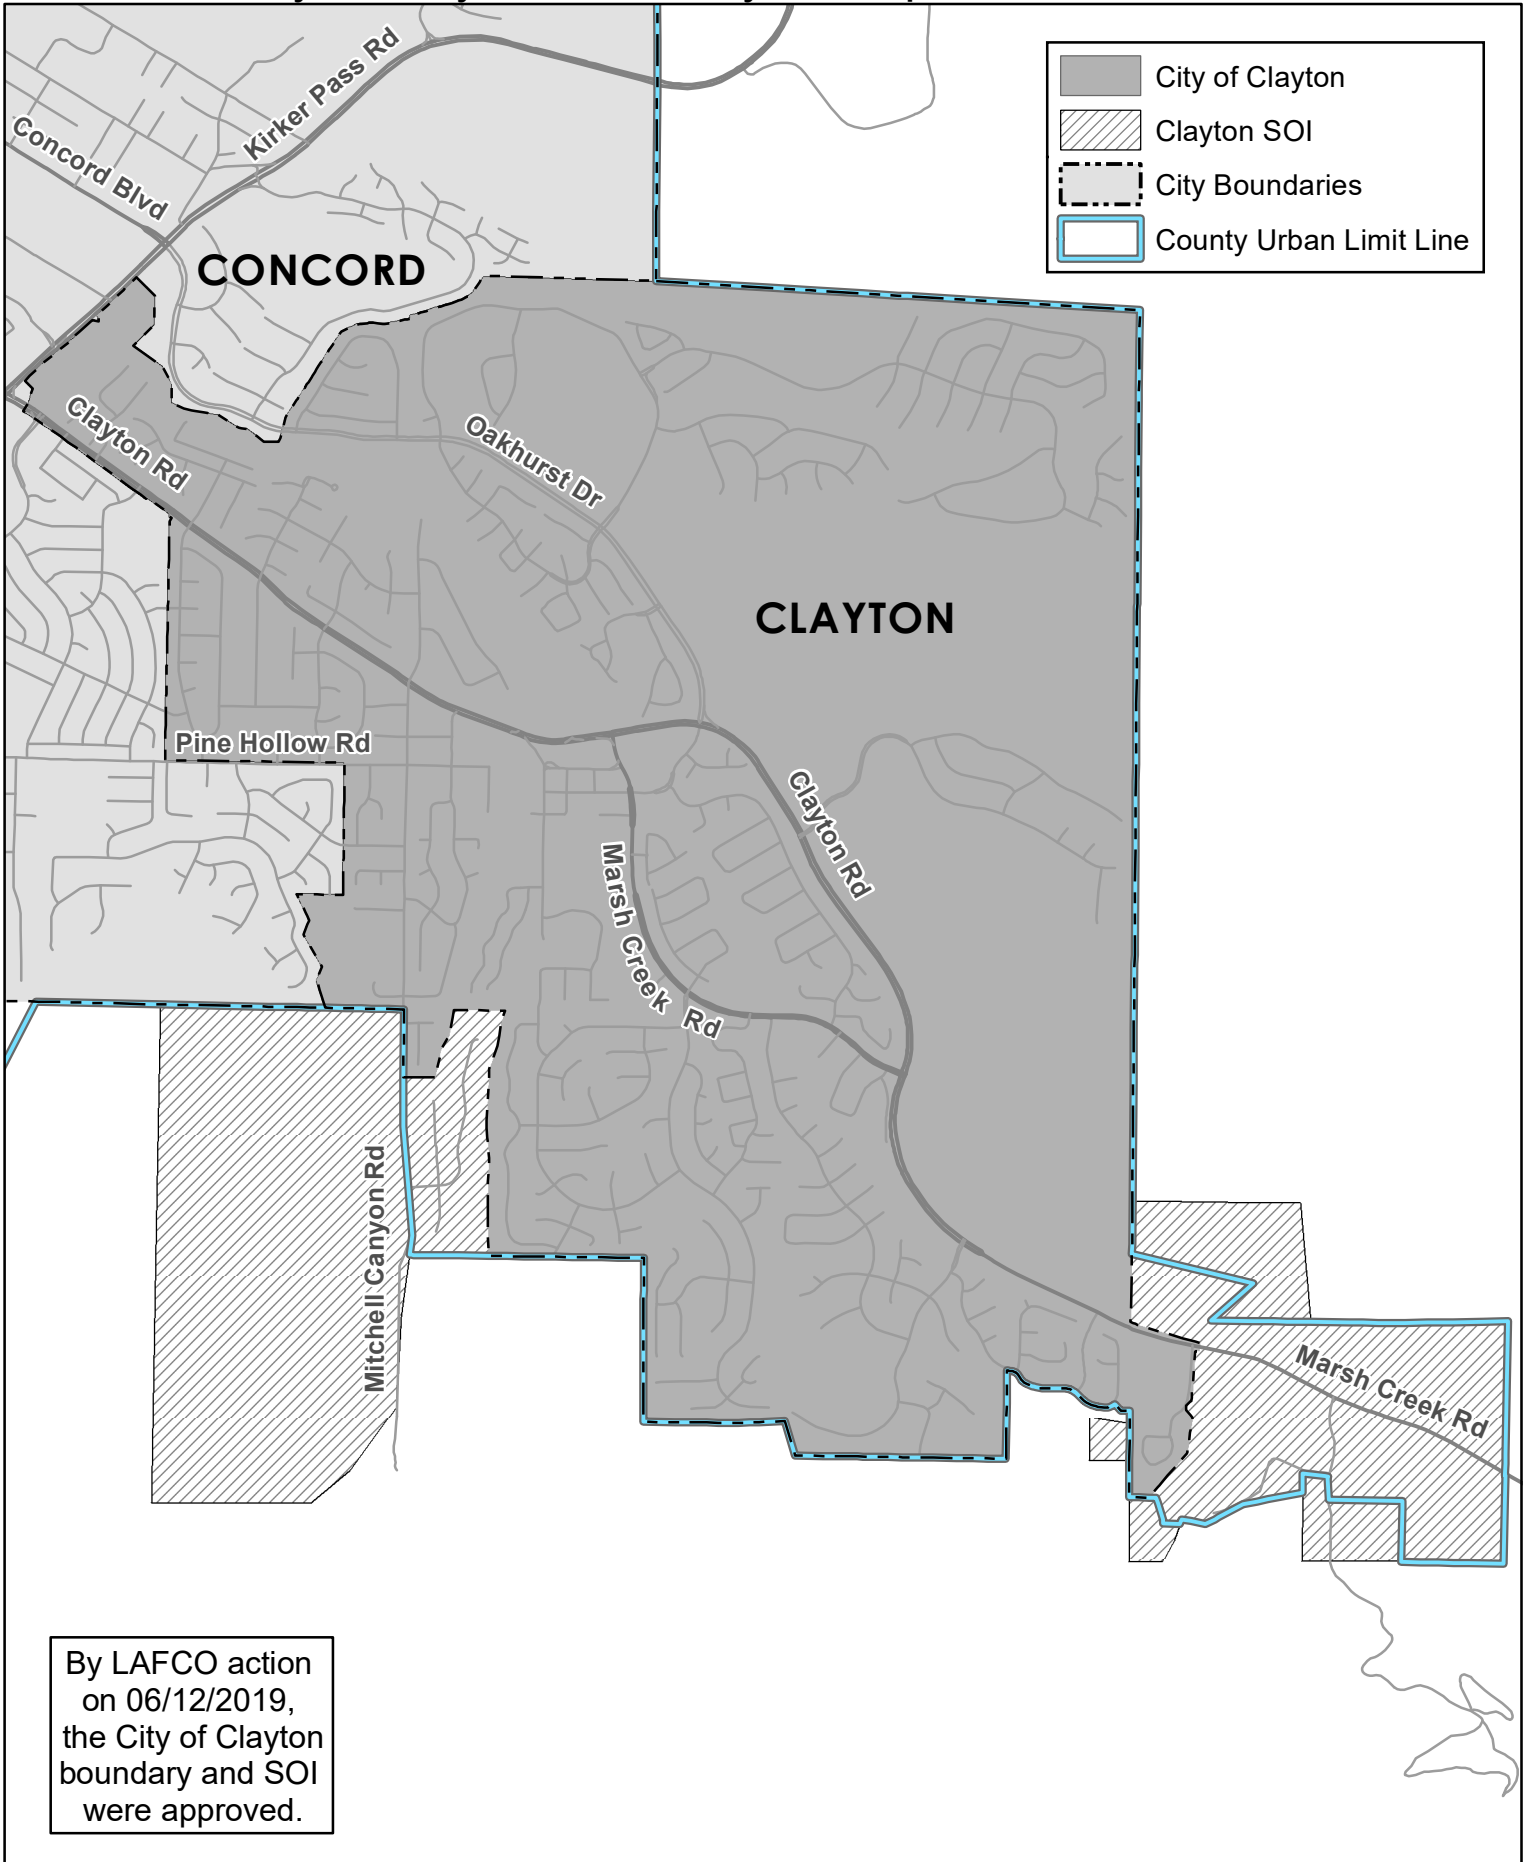 City of Clayton
Clayton SOI
City Boundaries
County Urban Limit Line
Kirker Pass Rd
Concord Blvd
CONCORD
Clayton Rd
Oakhurst Dr
CLAYTON
Pine Hollow Rd
Clayton Rd
Marsh Creek Rd
Mitchell Canyon Rd
Marsh Creek Rd
By LAFCO action
on 06/12/2019,
the City of Clayton
boundary and SOI
were approved.